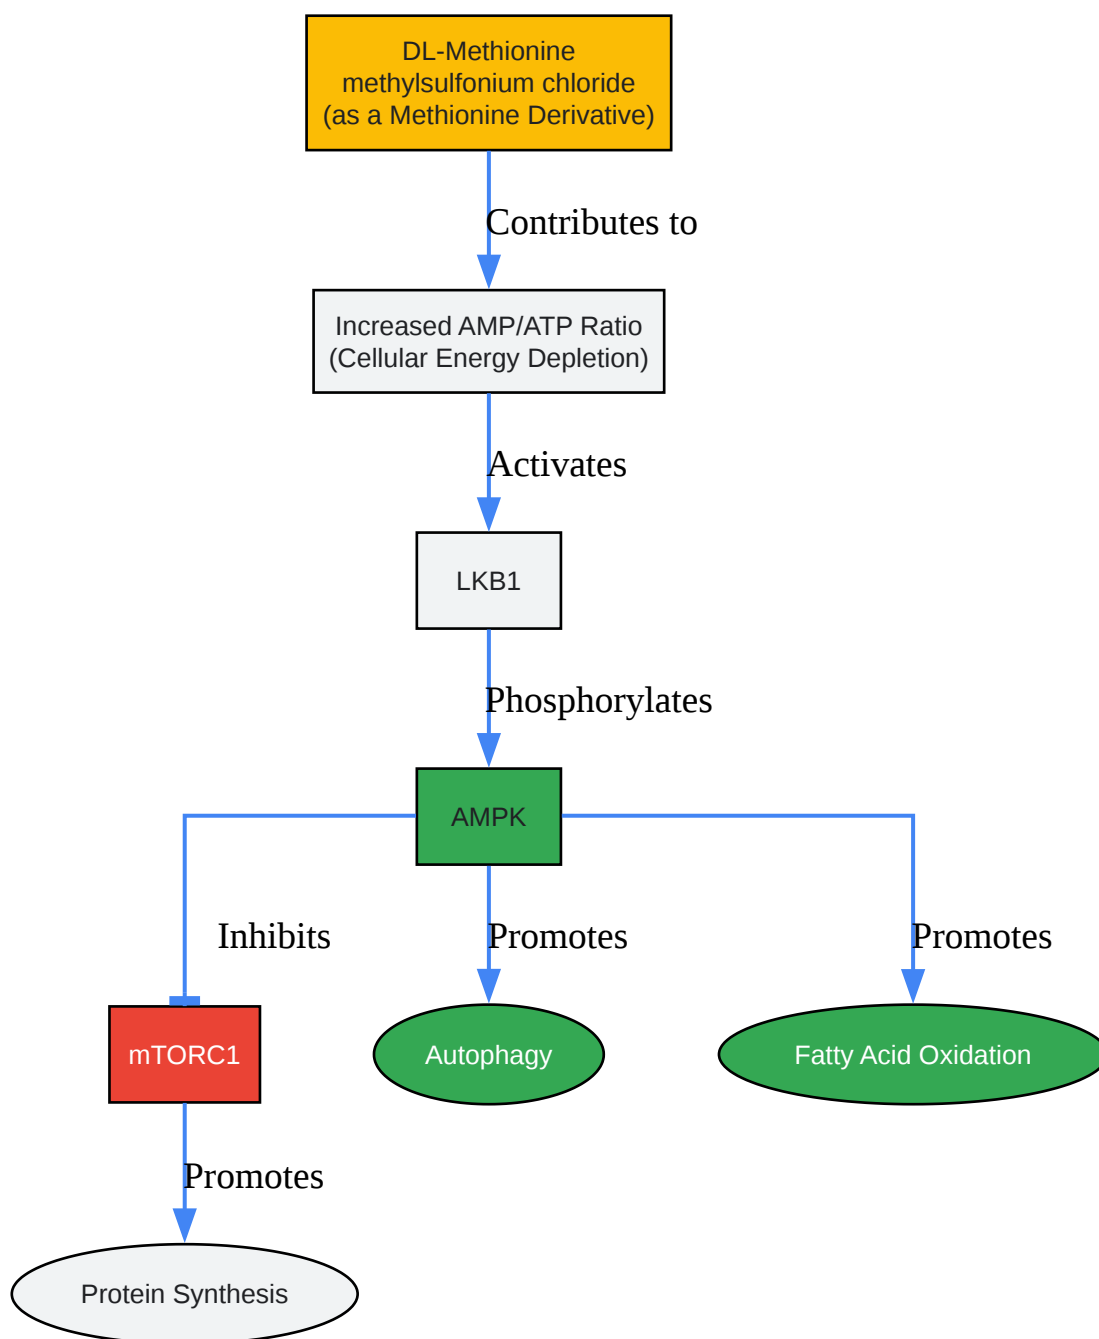 DL-Methionine
methylsulfonium chloride
(as a Methionine Derivative)
Contributes to
Increased AMP/ATP Ratio
(Cellular Energy Depletion)
Activates
LKB1
Phosphorylates
AMPK
Inhibits
Promotes
Promotes
mTORC1
Autophagy
Fatty Acid Oxidation
Promotes
Protein Synthesis